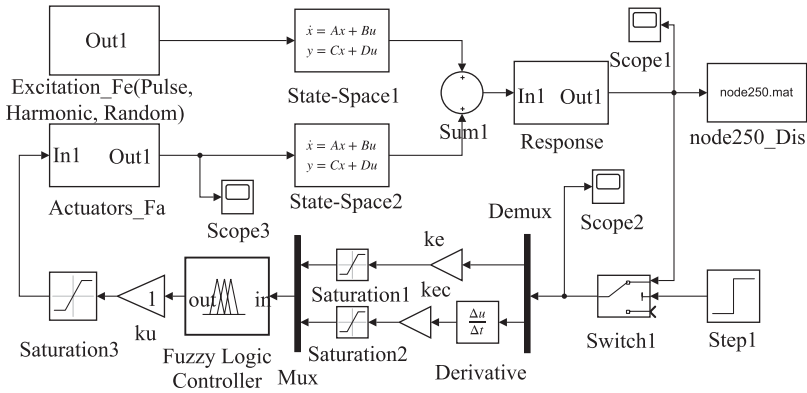 Out1
Excitation_Fe(Pulse,
Harmonic, Random)
ẋ = Ax + Bu
y = Cx + Du
State-Space1
+
+
Sum1
In1 Out1
Response
Scope1
node250.mat
node250_Dis
In1 Out1
Actuators_Fa
Scope3
ẋ = Ax + Bu
y = Cx + Du
State-Space2
Demux
Scope2
Saturation3
1
ku
out in
Fuzzy Logic
Controller
Mux
Saturation1
ke
Saturation2
kec
Δu
Δt
Derivative
Switch1
Step1